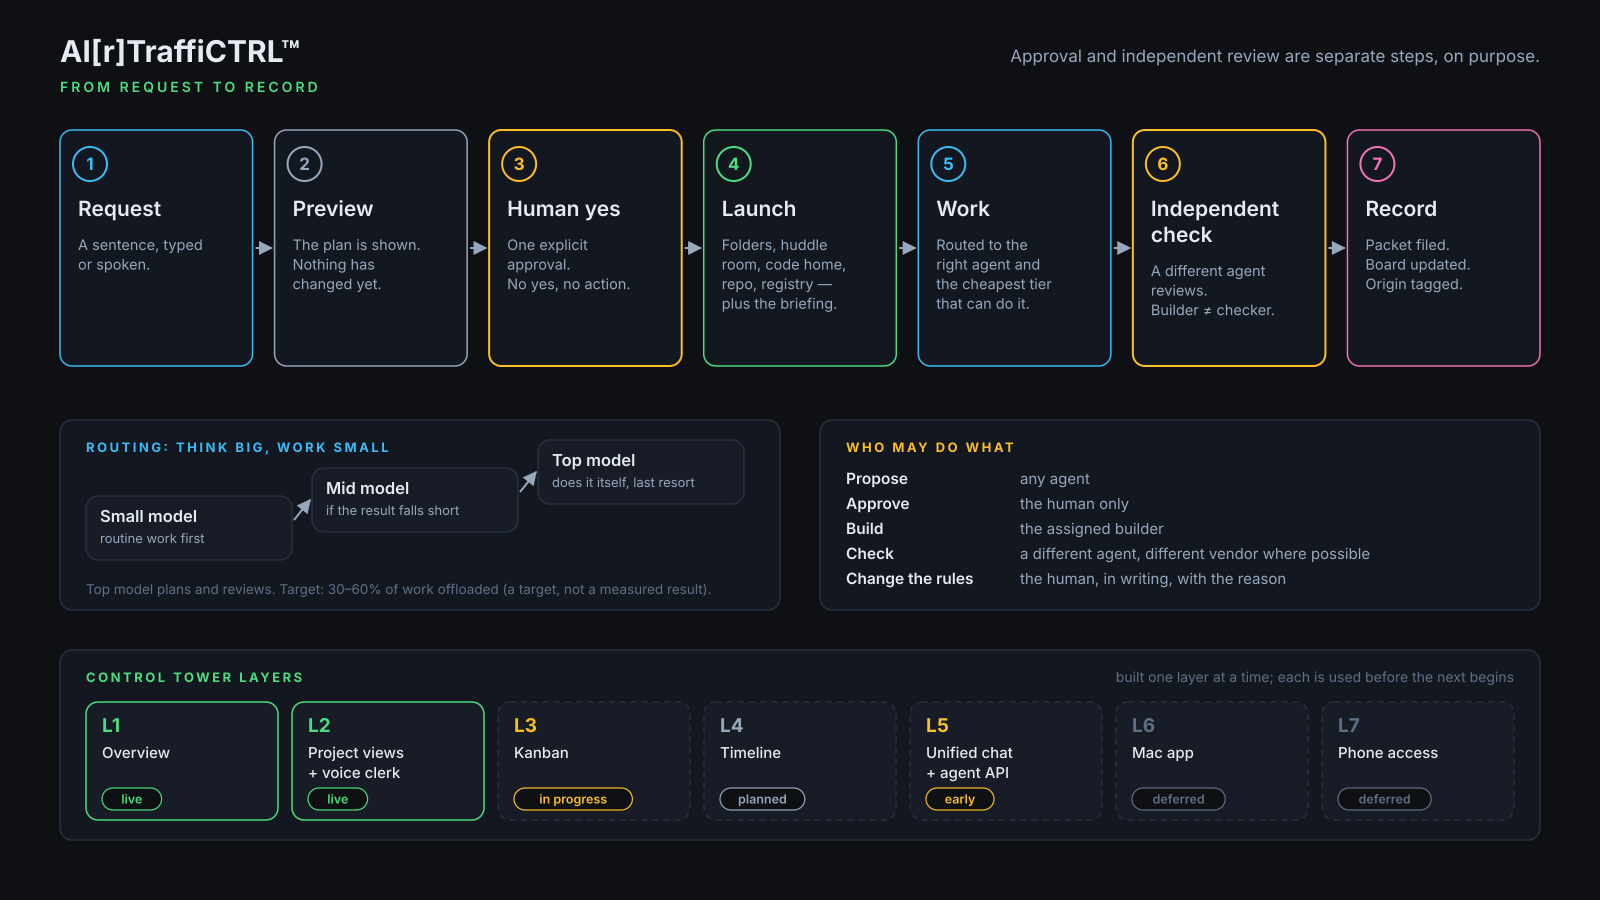 AI[r]TraffiCTRL™
FROM REQUEST TO RECORD
Approval and independent review are separate steps, on purpose.
1
Request
A sentence, typed
or spoken.
2
Preview
The plan is shown.
Nothing has
changed yet.
3
Human yes
One explicit
approval.
No yes, no action.
4
Launch
Folders, huddle
room, code home,
repo, registry —
plus the briefing.
5
Work
Routed to the
right agent and
the cheapest tier
that can do it.
6
Independent
check
A different agent
reviews.
Builder ≠ checker.
7
Record
Packet filed.
Board updated.
Origin tagged.
ROUTING: THINK BIG, WORK SMALL
Small model
routine work first
Mid model
if the result falls short
Top model
does it itself, last resort
Top model plans and reviews. Target: 30–60% of work offloaded (a target, not a measured result).
WHO MAY DO WHAT
Propose any agent
Approve the human only
Build the assigned builder
Check a different agent, different vendor where possible
Change the rules the human, in writing, with the reason
CONTROL TOWER LAYERS
built one layer at a time; each is used before the next begins
L1
Overview
live
L2
Project views
+ voice clerk
live
L3
Kanban
in progress
L4
Timeline
planned
L5
Unified chat
+ agent API
early
L6
Mac app
deferred
L7
Phone access
deferred